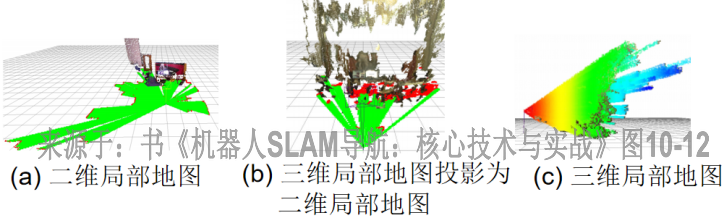 来源于：书《机器人SLAM导航：核心技术与实战》图10-12
(a) 二维局部地图
(b) 三维局部地图投影为
二维局部地图
(c) 三维局部地图